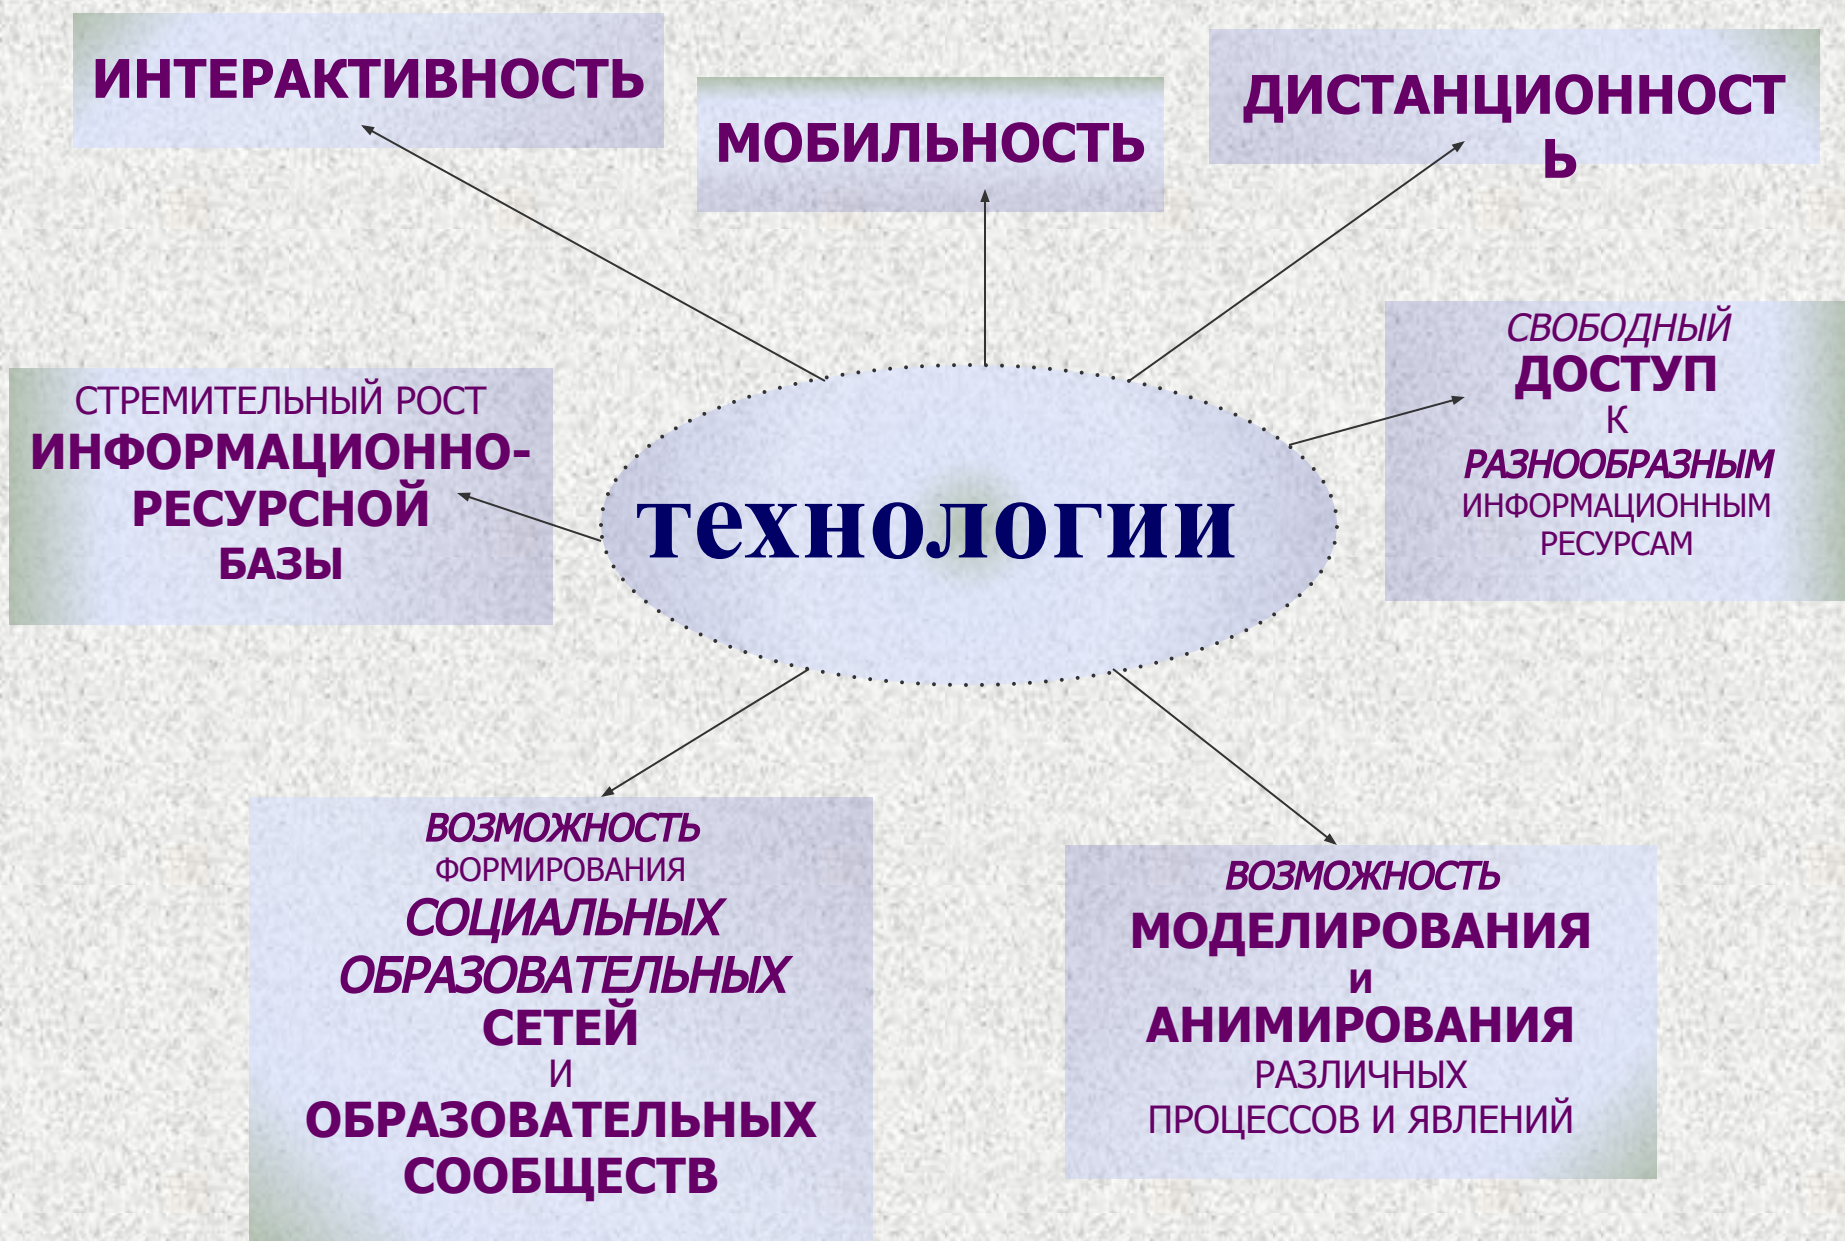 ИНТЕРАКТИВНОСТЬ
МОБИЛЬНОСТЬ
ДИСТАНЦИОННОСТ
Ь
СТРЕМИТЕЛЬНЫЙ РОСТ
ИНФОРМАЦИОННО-
РЕСУРСНОЙ
БАЗЫ
технологии
СВОБОДНЫЙ
ДОСТУП
К
РАЗНООБРАЗНЫМ
ИНФОРМАЦИОННЫМ
РЕСУРСАМ
ВОЗМОЖНОСТЬ
ФОРМИРОВАНИЯ
СОЦИАЛЬНЫХ
ОБРАЗОВАТЕЛЬНЫХ
СЕТЕЙ
И
ОБРАЗОВАТЕЛЬНЫХ
СООБЩЕСТВ
ВОЗМОЖНОСТЬ
МОДЕЛИРОВАНИЯ
и
АНИМИРОВАНИЯ
РАЗЛИЧНЫХ
ПРОЦЕССОВ И ЯВЛЕНИЙ